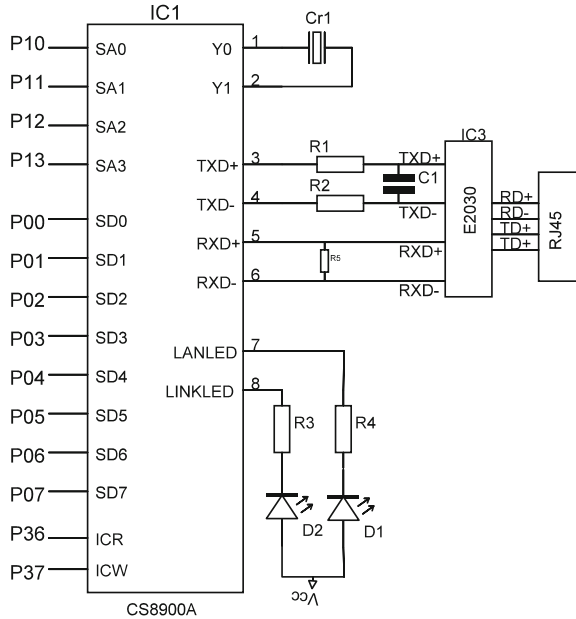 IC1
Cr1
P10 SA0 Y0 1
P11 SA1 Y1 2
P12 SA2
P13 SA3 TXD+ 3 R1 TXD+ IC3
C1
TXD- 4 R2 TXD-
P00 SD0
RXD+ 5 RXD+
R5
P01 SD1
RXD- 6 RXD-
E2030
RD+
RD-
TD+
TD+
RJ45
P02 SD2
P03 SD3
LANLED 7
P04 SD4
LINKLED 8
P05 SD5
R3 R4
P06 SD6
P07 SD7
D2 D1
P36 ICR
P37 ICW
Vcc
CS8900A